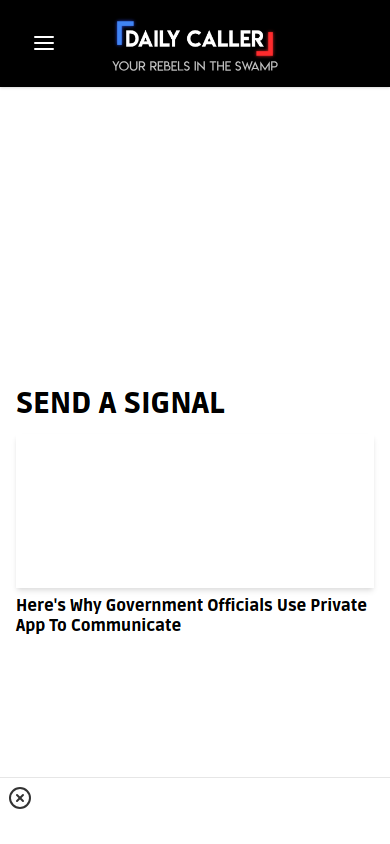 DAILY CALLER
YOUR REBELS IN THE SWAMP
SEND A SIGNAL
Here's Why Government Officials Use Private
App To Communicate